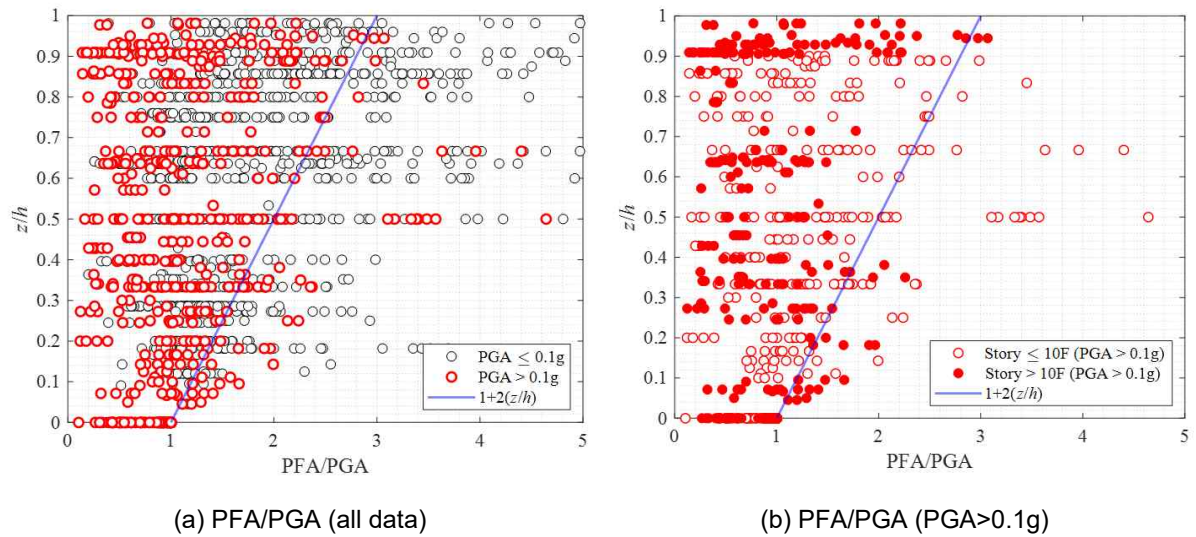 1
0.9
0.8
0.7
0.6
0.5
0.4
0.3
0.2
0.1
0
z/h
0 1 2 3 4 5
PFA/PGA
PGA ≤ 0.1g
PGA > 0.1g
1+2(z/h)
(a) PFA/PGA (all data)
1
0.9
0.8
0.7
0.6
0.5
0.4
0.3
0.2
0.1
0
z/h
0 1 2 3 4 5
PFA/PGA
Story ≤ 10F (PGA > 0.1g)
Story > 10F (PGA > 0.1g)
1+2(z/h)
(b) PFA/PGA (PGA>0.1g)